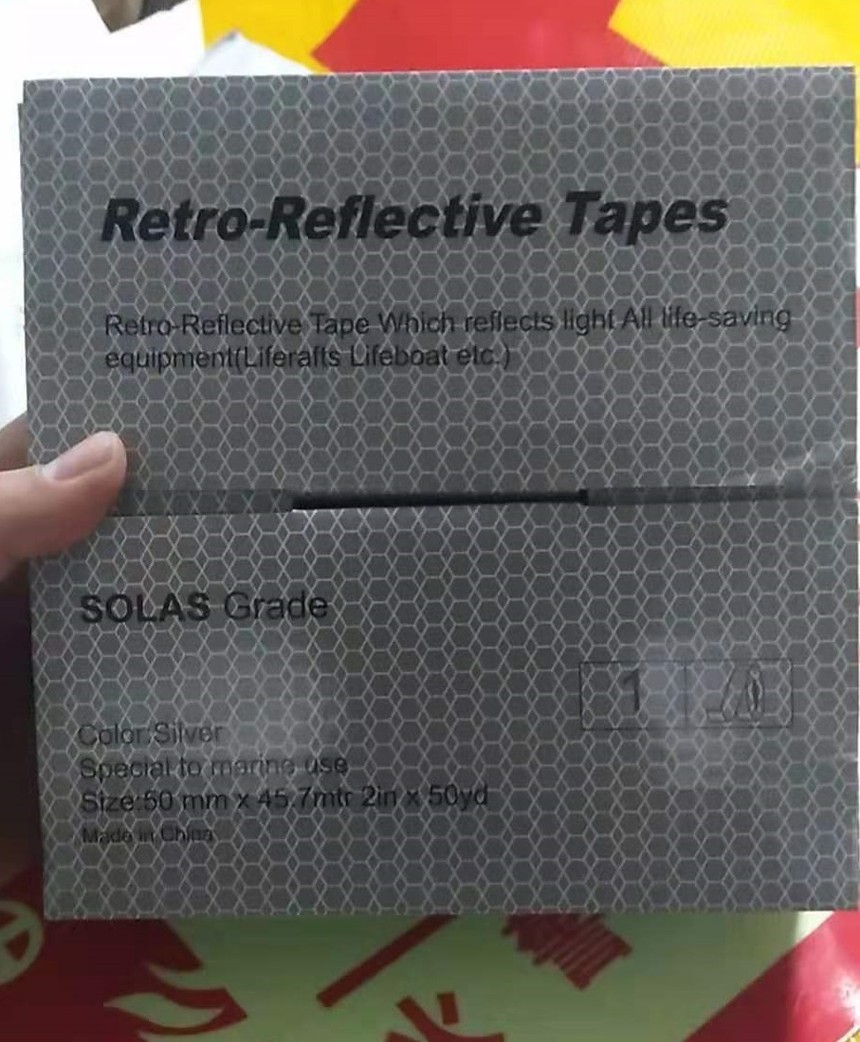 Retro-Reflective Tapes
Retro-Reflective Tape Which reflects light All life-saving
equipment(Liferafts Lifeboat etc.)
SOLAS Grade
1
Color:Silver
Special to marine use
Size:50 mm x 45.7mtr 2in x 50yd
Made in China